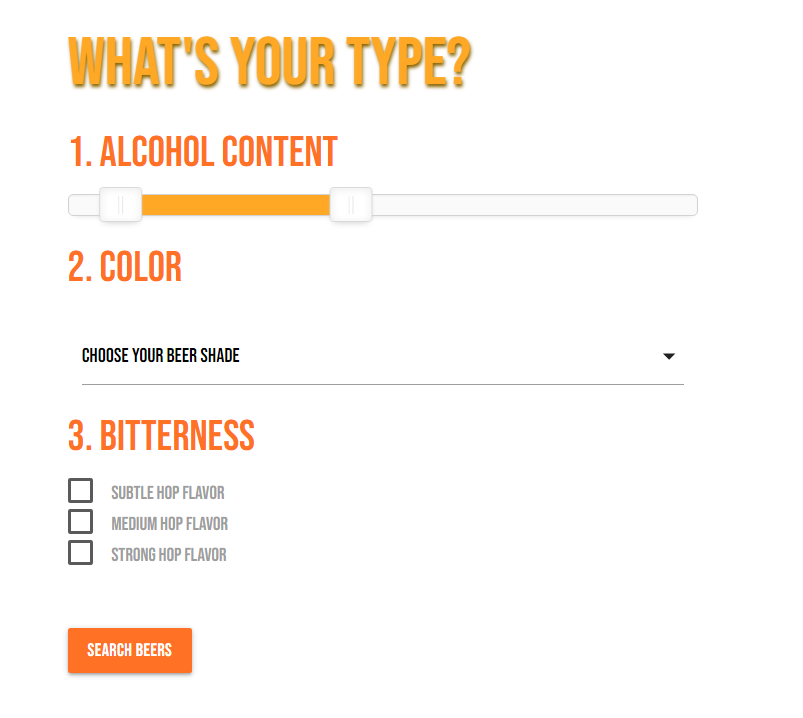 WHAT'S YOUR TYPE?
1. ALCOHOL CONTENT
2. COLOR
CHOOSE YOUR BEER SHADE
3. BITTERNESS
SUBTLE HOP FLAVOR
MEDIUM HOP FLAVOR
STRONG HOP FLAVOR
SEARCH BEERS